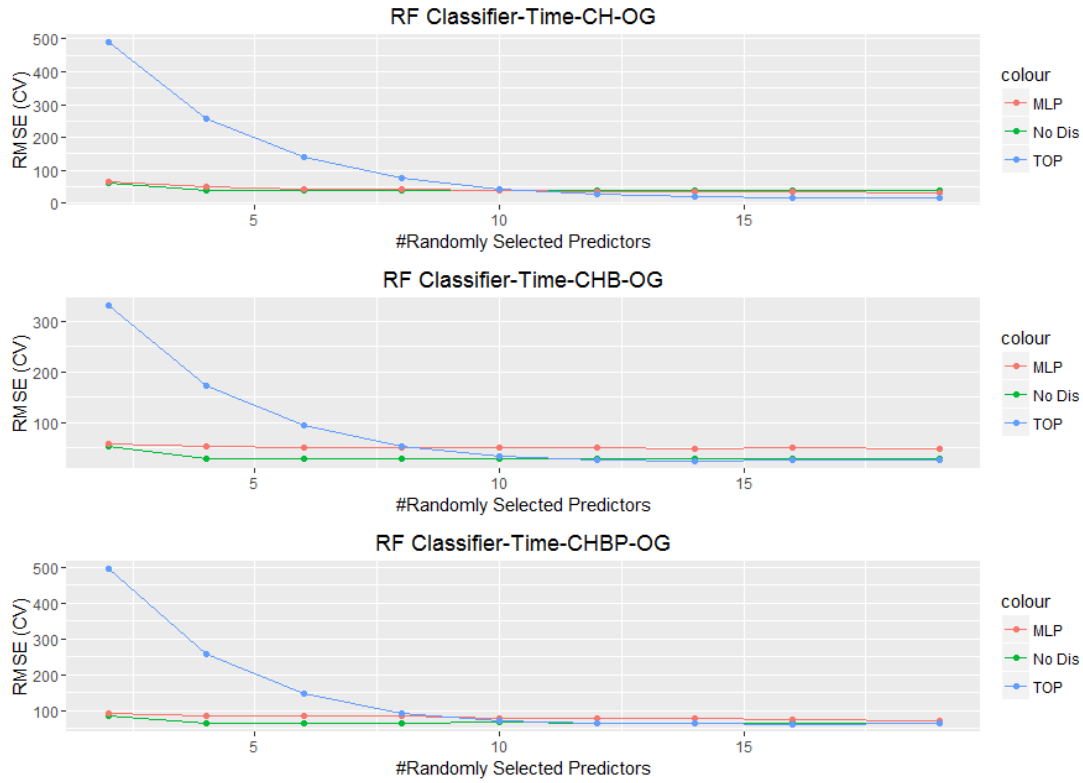 RF Classifier-Time-CH-OG
RMSE (CV)
500
400
300
200
100
0
5
10
15
#Randomly Selected Predictors
colour
MLP
No Dis
TOP
RF Classifier-Time-CHB-OG
RMSE (CV)
300
200
100
5
10
15
#Randomly Selected Predictors
colour
MLP
No Dis
TOP
RF Classifier-Time-CHBP-OG
RMSE (CV)
500
400
300
200
100
5
10
15
#Randomly Selected Predictors
colour
MLP
No Dis
TOP